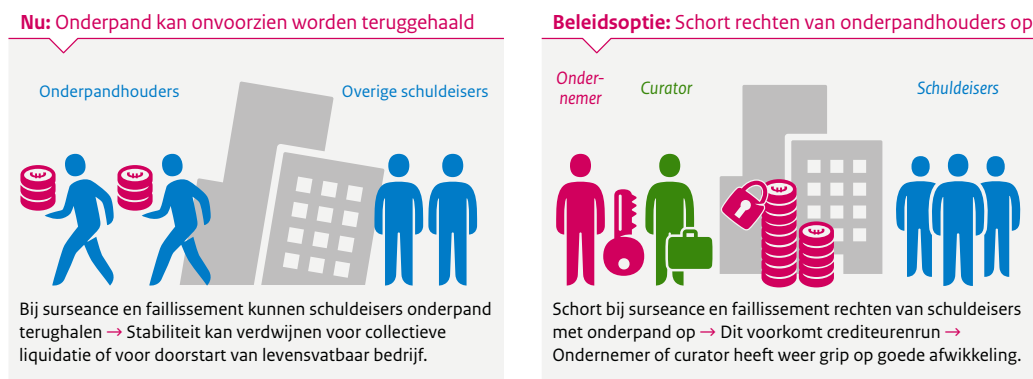 Nu: Onderpand kan onvoorzien worden teruggehaald
Onderpandhouders
Overige schuldeisers
Bij surseance en faillissement kunnen schuldeisers onderpand
terughalen → Stabiliteit kan verdwijnen voor collectieve
liquidatie of voor doorstart van levensvatbaar bedrijf.
Beleidsoptie: Schort rechten van onderpandhouders op
Onder-
nemer
Curator
Schuldeisers
Schort bij surseance en faillissement rechten van schuldeisers
met onderpand op → Dit voorkomt crediteurenrun →
Ondernemer of curator heeft weer grip op goede afwikkeling.